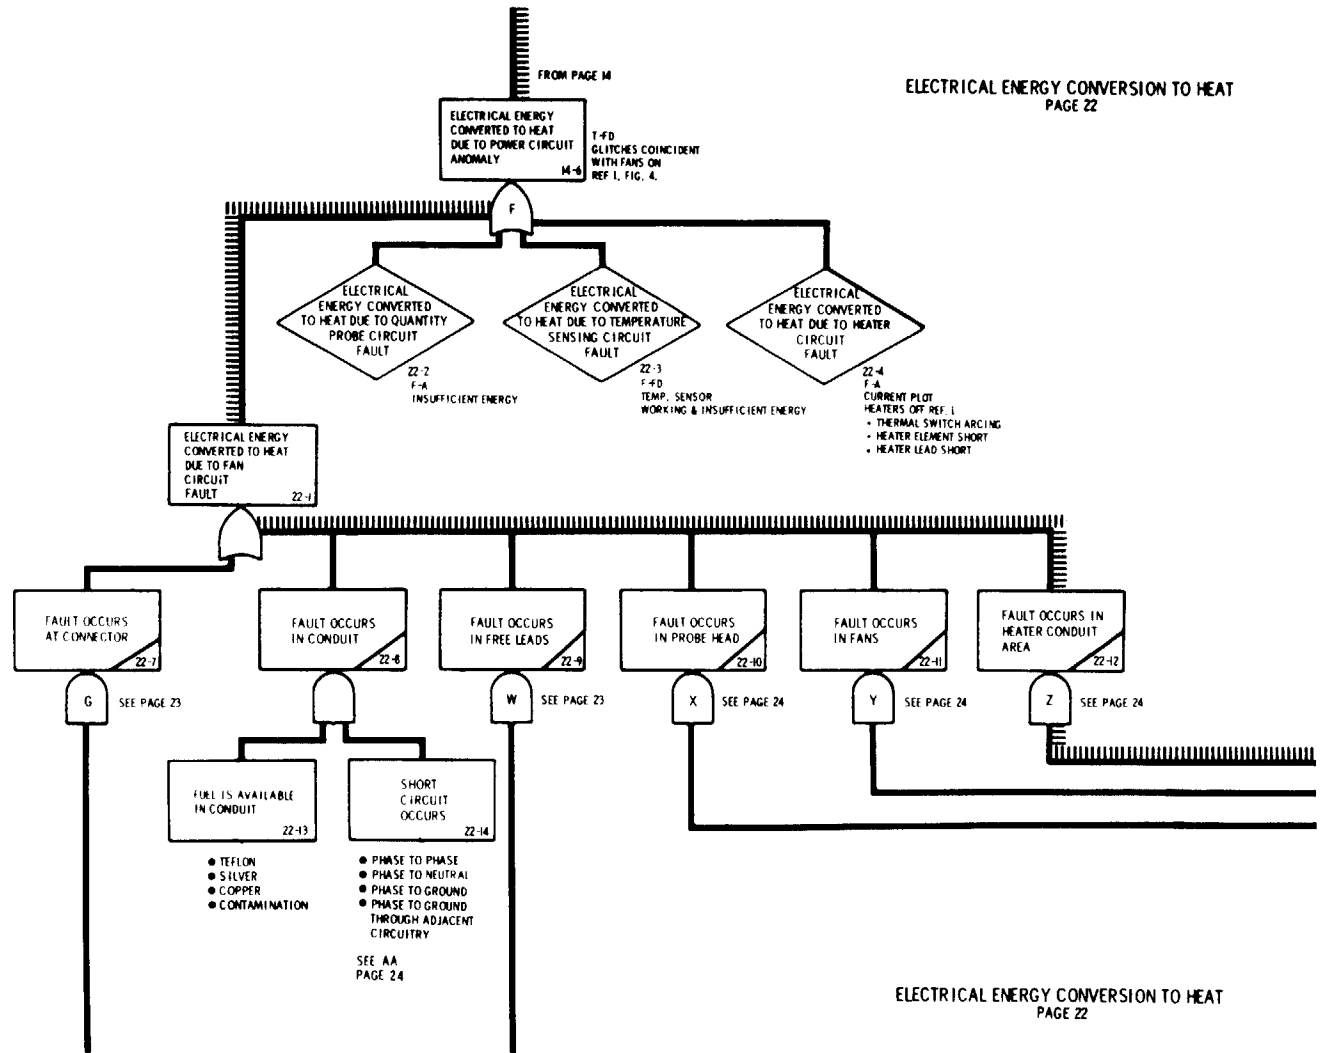 FROM PAGE 14
ELECTRICAL ENERGY CONVERSION TO HEAT
PAGE 22
ELECTRICAL ENERGY
CONVERTED TO HEAT
DUE TO POWER CIRCUIT
ANOMALY
14-6
T-FD
GLITCHES COINCIDENT
WITH FANS ON
REF 1, FIG. 4.
F
ELECTRICAL
ENERGY CONVERTED
TO HEAT DUE TO QUANTITY
PROBE CIRCUIT
FAULT
22-2
F-A
INSUFFICIENT ENERGY
ELECTRICAL
ENERGY CONVERTED
TO HEAT DUE TO TEMPERATURE
SENSING CIRCUIT
FAULT
22-3
F-FD
TEMP. SENSOR
WORKING & INSUFFICIENT ENERGY
ELECTRICAL
ENERGY CONVERTED
TO HEAT DUE TO HEATER
CIRCUIT
FAULT
22-4
F-A
CURRENT PLOT
HEATERS OFF REF. 1
• THERMAL SWITCH ARCING
• HEATER ELEMENT SHORT
• HEATER LEAD SHORT
ELECTRICAL ENERGY
CONVERTED TO HEAT
DUE TO FAN
CIRCUIT
FAULT
22-1
FAULT OCCURS
AT CONNECTOR
22-7
FAULT OCCURS
IN CONDUIT
22-8
FAULT OCCURS
IN FREE LEADS
22-9
FAULT OCCURS
IN PROBE HEAD
22-10
FAULT OCCURS
IN FANS
22-11
FAULT OCCURS IN
HEATER CONDUIT
AREA
22-12
G
SEE PAGE 23
W
SEE PAGE 23
X
SEE PAGE 24
Y
SEE PAGE 24
Z
SEE PAGE 24
FUEL IS AVAILABLE
IN CONDUIT
22-13
SHORT
CIRCUIT
OCCURS
22-14
● TEFLON
● SILVER
● COPPER
● CONTAMINATION
● PHASE TO PHASE
● PHASE TO NEUTRAL
● PHASE TO GROUND
● PHASE TO GROUND
THROUGH ADJACENT
CIRCUITRY
SEE AA
PAGE 24
ELECTRICAL ENERGY CONVERSION TO HEAT
PAGE 22